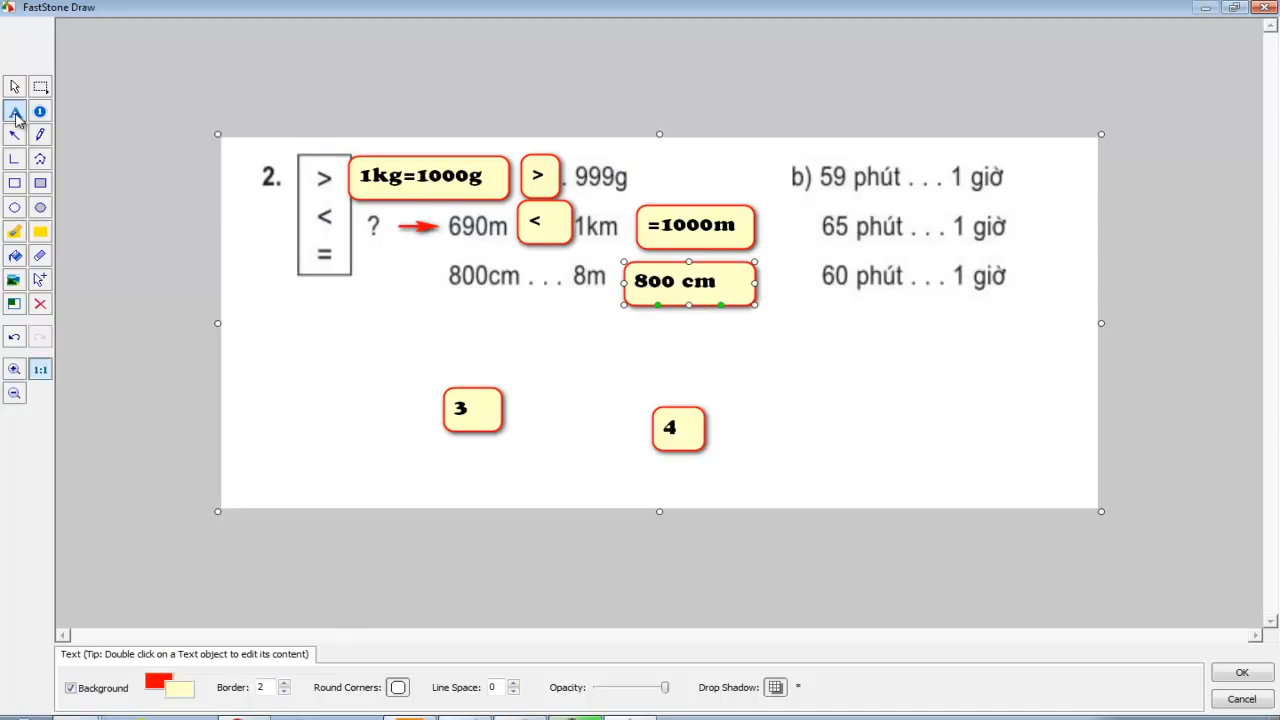 FastStone Draw
2. > 1kg=1000g > . 999g b) 59 phút . . . 1 giờ
< ? 690m < 1km =1000m 65 phút . . . 1 giờ
= 800cm . . . 8m 800 cm 60 phút . . . 1 giờ
3 4
1:1
Text (Tip: Double click on a Text object to edit its content)
Background Border: 2 Round Corners: Line Space: 0 Opacity: Drop Shadow: *
OK
Cancel